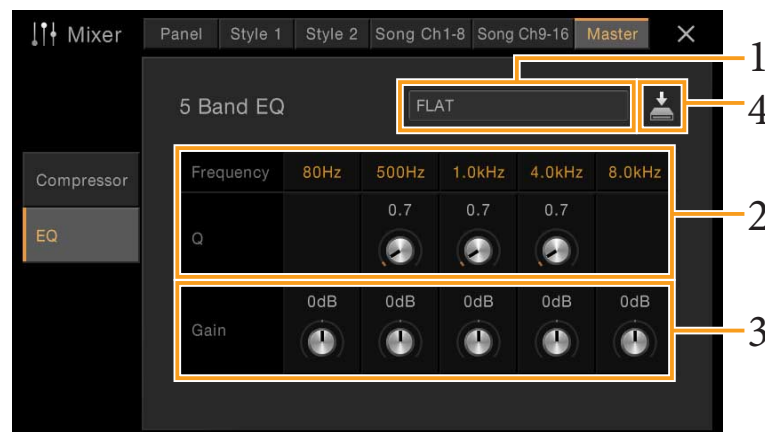 Mixer Panel Style 1 Style 2 Song Ch1-8 Song Ch9-16 Master
1
5 Band EQ FLAT 4
Compressor Frequency 80Hz 500Hz 1.0kHz 4.0kHz 8.0kHz
0.7 0.7 0.7 2
EQ Q
0dB 0dB 0dB 0dB 0dB
Gain 3